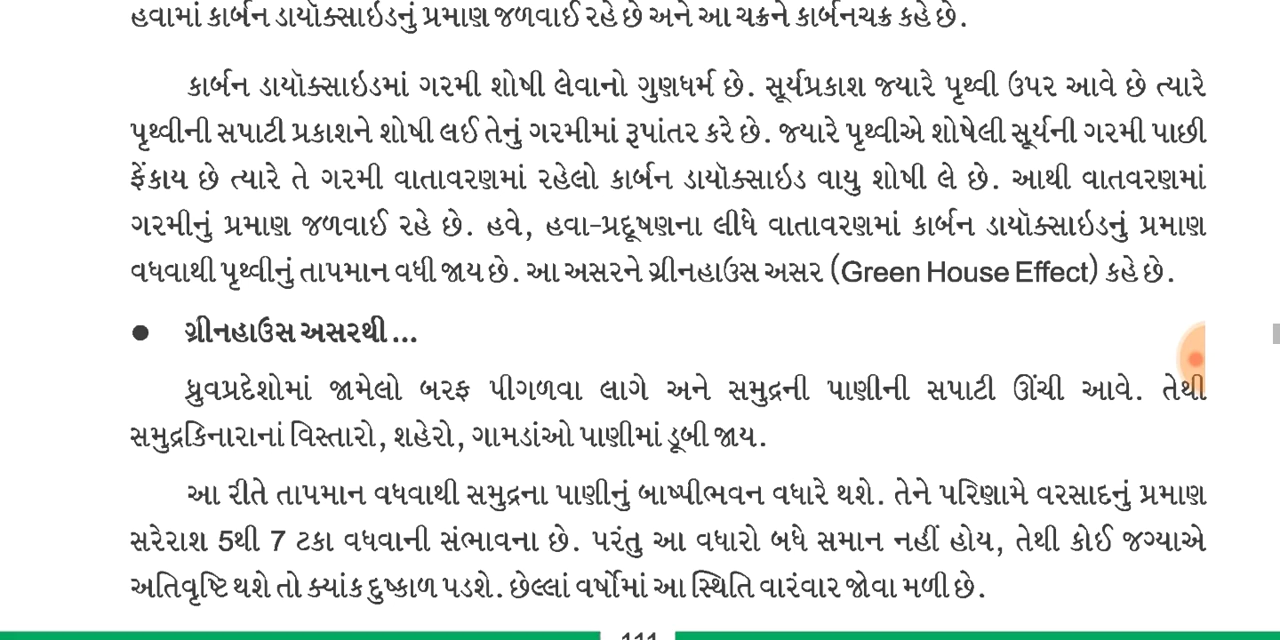 હવામાં કાર્બન ડાયૉક્સાઇડનું પ્રમાણ જળવાઈ રહે છે અને આ ચક્રને કાર્બનચક્ર કહે છે.
કાર્બન ડાયૉક્સાઇડમાં ગરમી શોષી લેવાનો ગુણધર્મ છે. સૂર્યપ્રકાશ જ્યારે પૃથ્વી ઉપર આવે છે ત્યારે
પૃથ્વીની સપાટી પ્રકાશને શોષી લઈ તેનું ગરમીમાં રૂપાંતર કરે છે. જ્યારે પૃથ્વીએ શોષેલી સૂર્યની ગરમી પાછી
ફેંકાય છે ત્યારે તે ગરમી વાતાવરણમાં રહેલો કાર્બન ડાયૉક્સાઇડ વાયુ શોષી લે છે. આથી વાતવરણમાં
ગરમીનું પ્રમાણ જળવાઈ રહે છે. હવે, હવા-પ્રદૂષણના લીધે વાતાવરણમાં કાર્બન ડાયૉક્સાઇડનું પ્રમાણ
વધવાથી પૃથ્વીનું તાપમાન વધી જાય છે. આ અસરને ગ્રીનહાઉસ અસર (Green House Effect) કહે છે.
● ગ્રીનહાઉસ અસરથી...
ધ્રુવપ્રદેશોમાં જામેલો બરફ પીગળવા લાગે અને સમુદ્રની પાણીની સપાટી ઊંચી આવે. તેથી
સમુદ્રકિનારાનાં વિસ્તારો, શહેરો, ગામડાંઓ પાણીમાં ડૂબી જાય.
આ રીતે તાપમાન વધવાથી સમુદ્રના પાણીનું બાષ્પીભવન વધારે થશે. તેને પરિણામે વરસાદનું પ્રમાણ
સરેરાશ 5થી 7 ટકા વધવાની સંભાવના છે. પરંતુ આ વધારો બધે સમાન નહીં હોય, તેથી કોઈ જગ્યાએ
અતિવૃષ્ટિ થશે તો ક્યાંક દુષ્કાળ પડશે. છેલ્લાં વર્ષોમાં આ સ્થિતિ વારંવાર જોવા મળી છે.
111